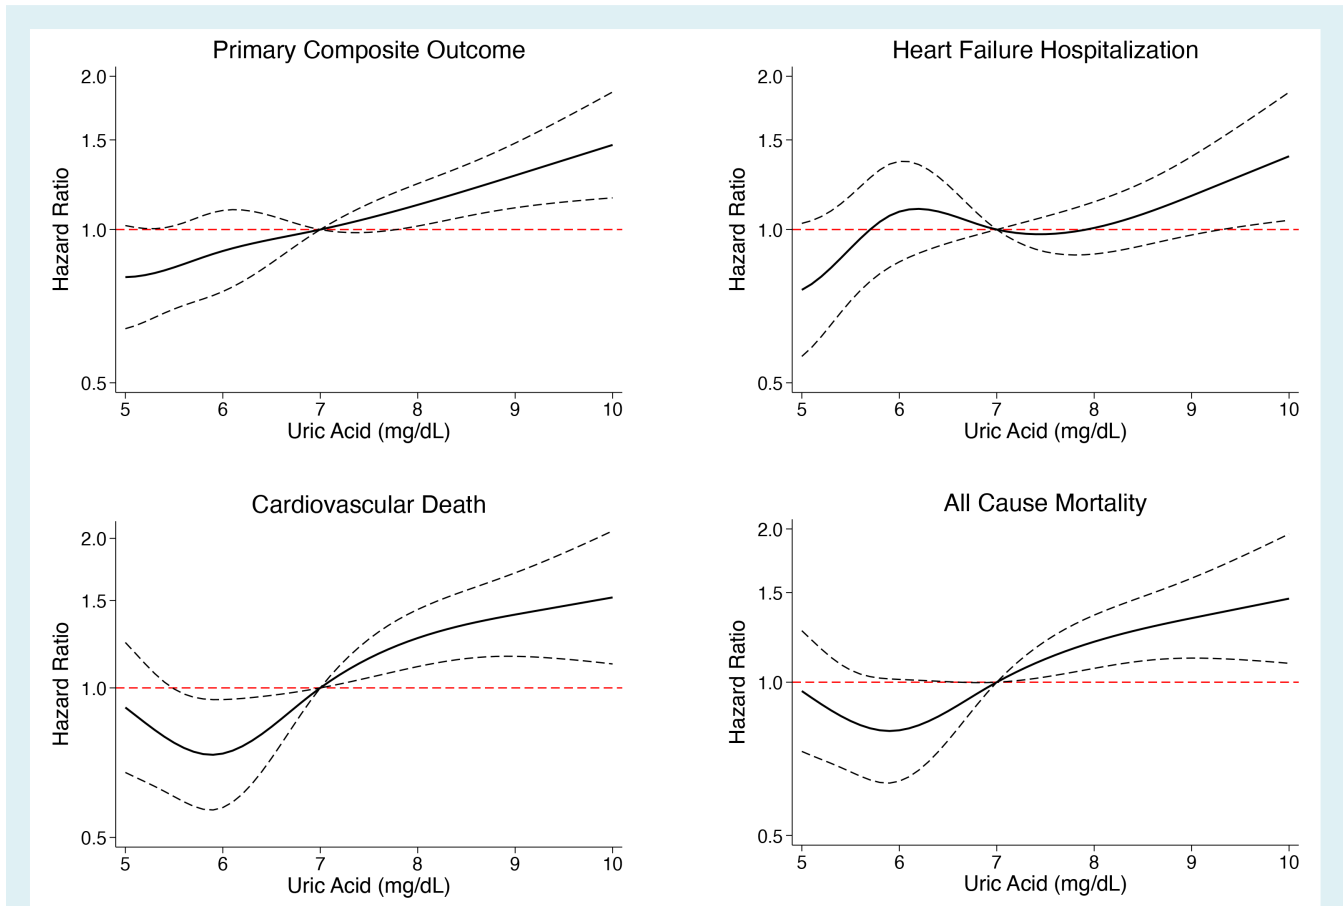 Primary Composite Outcome
2.0
1.5
1.0
0.5
Hazard Ratio
5 6 7 8 9 10
Uric Acid (mg/dL)
Heart Failure Hospitalization
2.0
1.5
1.0
0.5
Hazard Ratio
5 6 7 8 9 10
Uric Acid (mg/dL)
Cardiovascular Death
2.0
1.5
1.0
0.5
Hazard Ratio
5 6 7 8 9 10
Uric Acid (mg/dL)
All Cause Mortality
2.0
1.5
1.0
0.5
Hazard Ratio
5 6 7 8 9 10
Uric Acid (mg/dL)